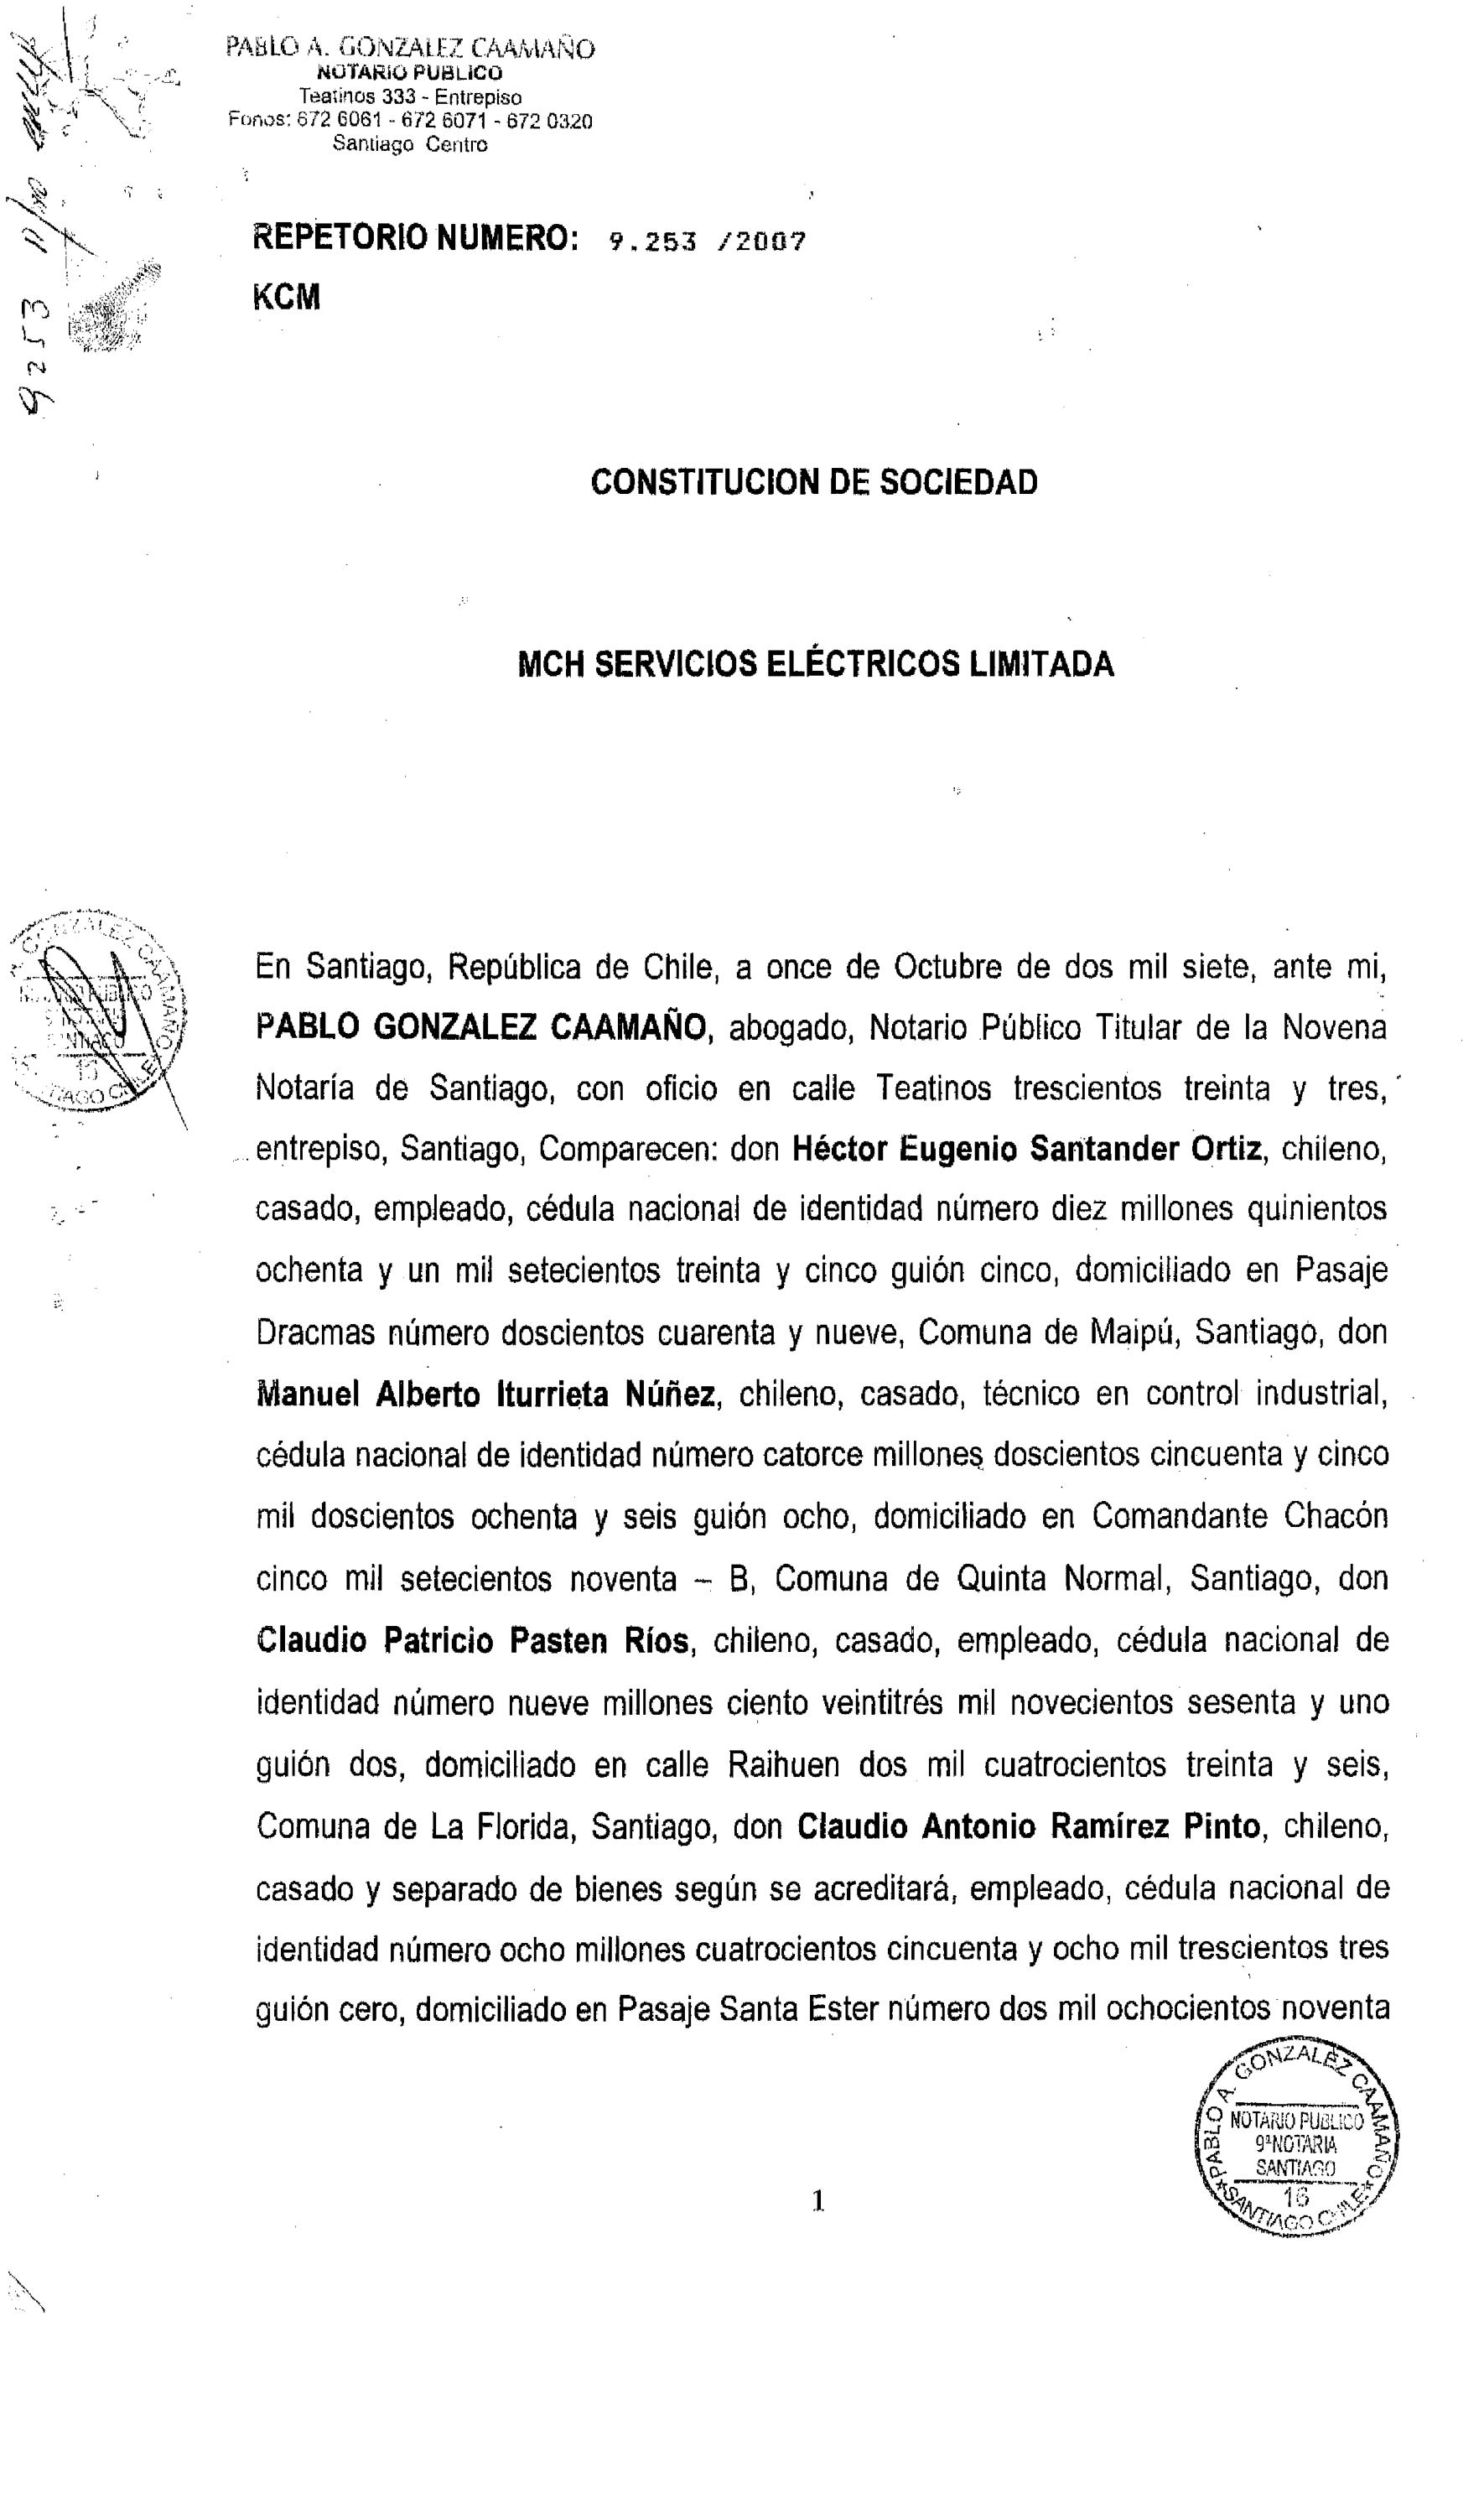 PABLO A. GONZALEZ CAAMAÑO
NOTARIO PUBLICO
Teatinos 333 - Entrepiso
Fonos: 672 6061 - 672 6071 - 672 0320
Santiago Centro
9253
REPETORIO NUMERO: 9.253 /2007
KCM
CONSTITUCION DE SOCIEDAD
MCH SERVICIOS ELÉCTRICOS LIMITADA
En Santiago, República de Chile, a once de Octubre de dos mil siete, ante mi,
PABLO GONZALEZ CAAMAÑO, abogado, Notario Público Titular de la Novena
Notaría de Santiago, con oficio en calle Teatinos trescientos treinta y tres,
entrepiso, Santiago, Comparecen: don Héctor Eugenio Santander Ortiz, chileno,
casado, empleado, cédula nacional de identidad número diez millones quinientos
ochenta y un mil setecientos treinta y cinco guión cinco, domiciliado en Pasaje
Dracmas número doscientos cuarenta y nueve, Comuna de Maipú, Santiago, don
Manuel Alberto Iturrieta Núñez, chileno, casado, técnico en control industrial,
cédula nacional de identidad número catorce millones doscientos cincuenta y cinco
mil doscientos ochenta y seis guión ocho, domiciliado en Comandante Chacón
cinco mil setecientos noventa – B, Comuna de Quinta Normal, Santiago, don
Claudio Patricio Pasten Ríos, chileno, casado, empleado, cédula nacional de
identidad número nueve millones ciento veintitrés mil novecientos sesenta y uno
guión dos, domiciliado en calle Raihuen dos mil cuatrocientos treinta y seis,
Comuna de La Florida, Santiago, don Claudio Antonio Ramírez Pinto, chileno,
casado y separado de bienes según se acreditará, empleado, cédula nacional de
identidad número ocho millones cuatrocientos cincuenta y ocho mil trescientos tres
guión cero, domiciliado en Pasaje Santa Ester número dos mil ochocientos noventa
PABLO A. GONZALEZ CAAMAÑO
NOTARIO PUBLICO
9ª NOTARIA
SANTIAGO
16
SANTIAGO CHILE
1